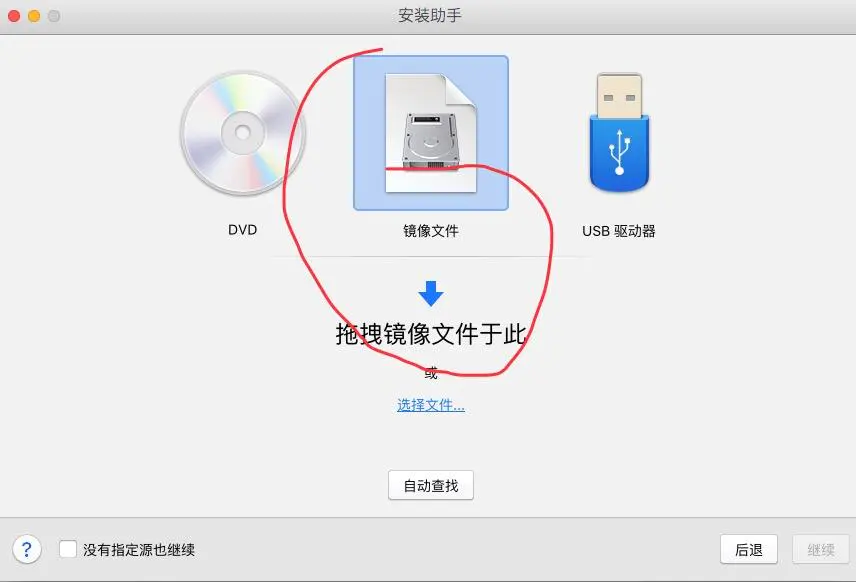 安装助手
DVD
镜像文件
USB 驱动器
拖拽镜像文件于此
或
选择文件...
自动查找
?
没有指定源也继续
后退
继续